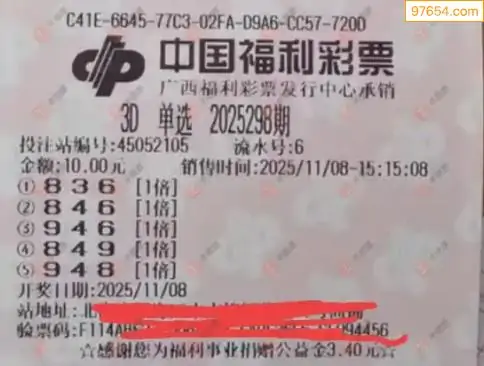 97654.com
C41E-6645-77C3-02FA-D9A6-CC57-720D
中国福利彩票
广西福利彩票发行中心承销
3D 单选 2025298期
投注站编号:45052105 流水号:6
金额:10.00元 销售时间:2025/11/08-15:15:08
① 8 3 6 [1倍]
② 8 4 6 [1倍]
③ 9 4 6 [1倍]
④ 8 4 9 [1倍]
⑤ 9 4 8 [1倍]
开奖日期:2025/11/08
站地址:北
验票码:F114A 094456
☆感谢您为福利事业捐赠公益金3.40元☆